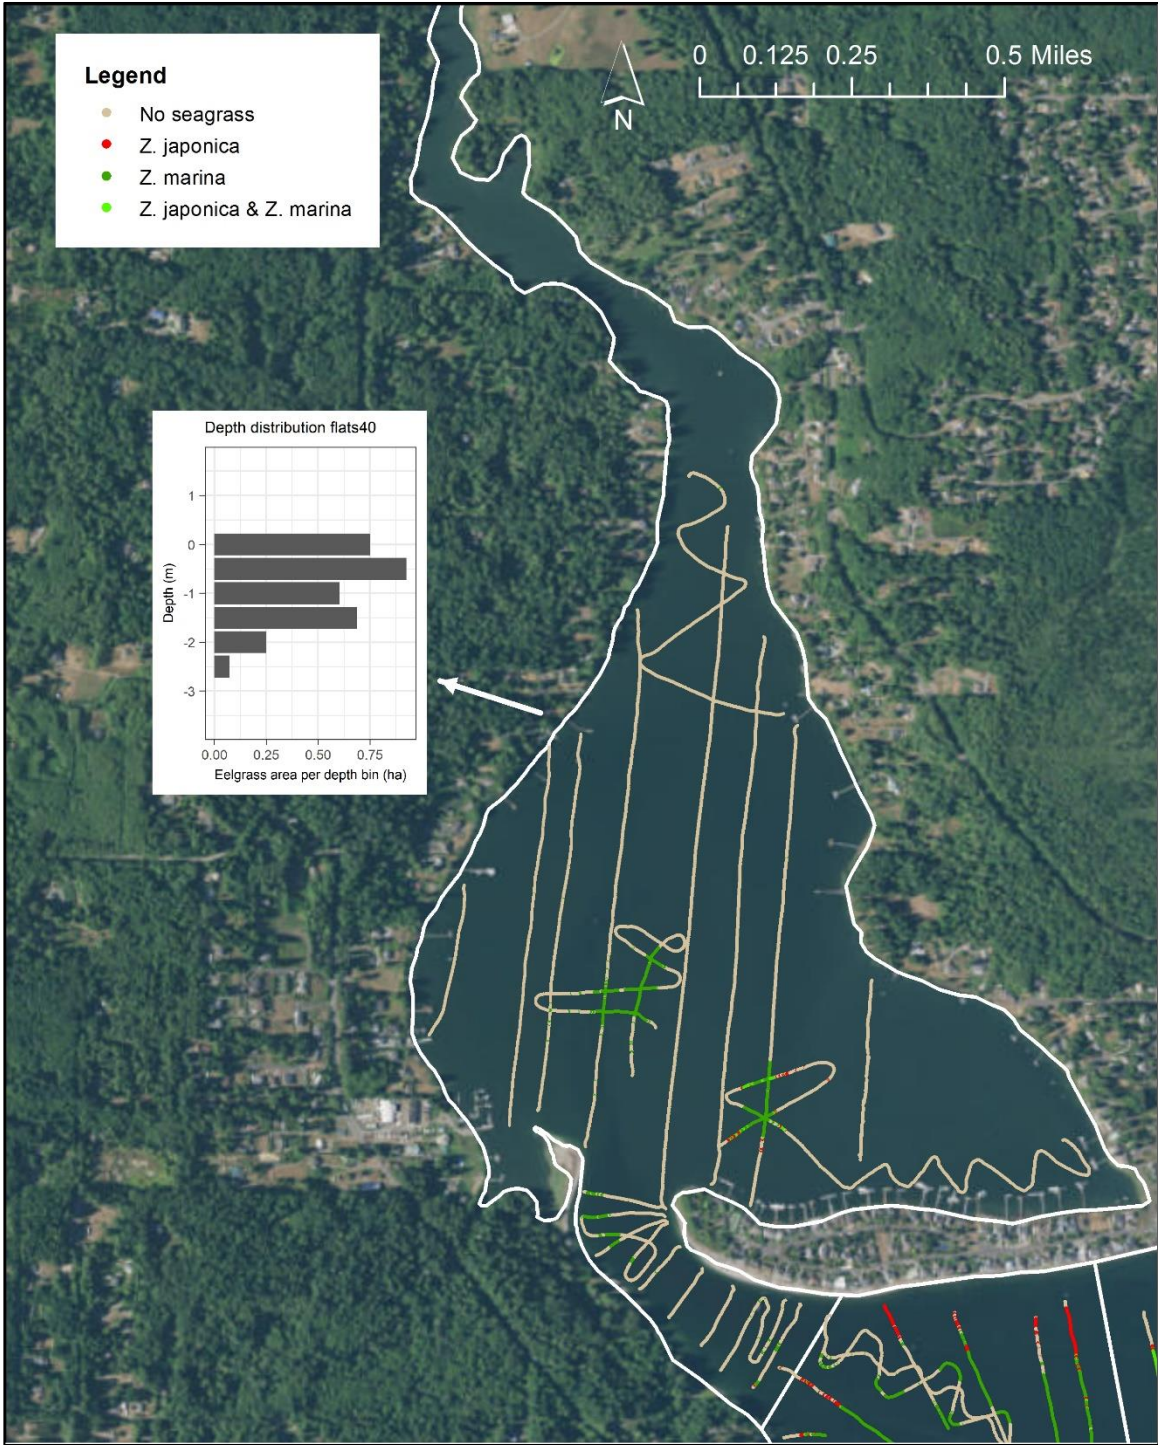 Legend
No seagrass
Z. japonica
Z. marina
Z. japonica & Z. marina
N
0 0.125 0.25 0.5 Miles
Depth distribution flats40
Depth (m)
1
0
-1
-2
-3
0.00 0.25 0.50 0.75
Eelgrass area per depth bin (ha)